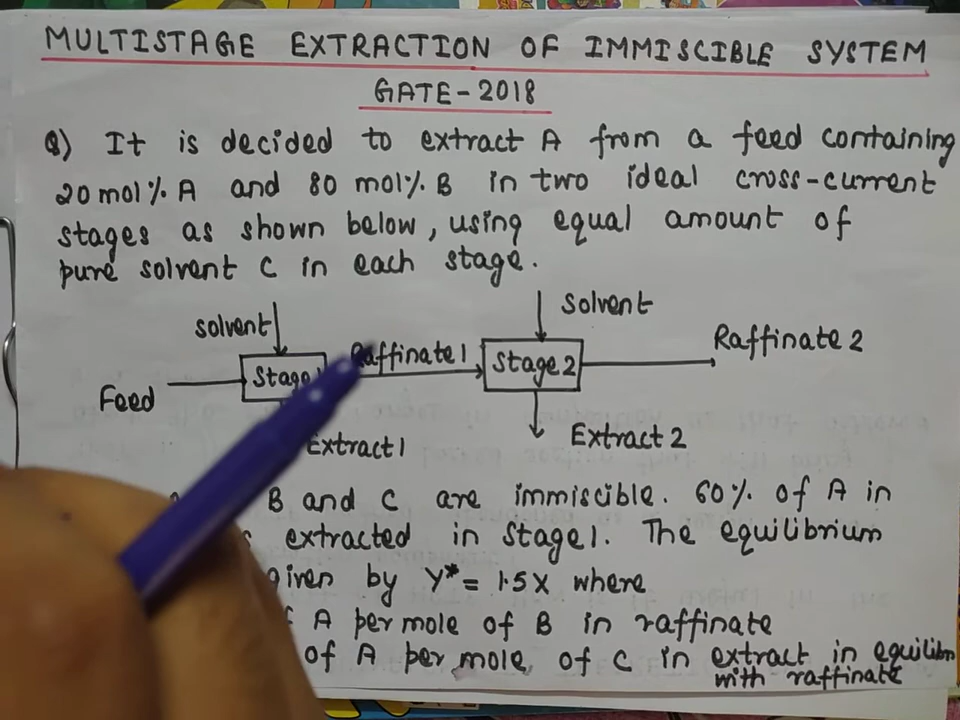 MULTISTAGE EXTRACTION OF IMMISCIBLE SYSTEM
GATE-2018
Q) It is decided to extract A from a feed containing
20 mol% A and 80 mol% B in two ideal cross-current
stages as shown below, using equal amount of
pure solvent C in each stage.
solvent
solvent
Feed
Stage
Raffinate 1
Stage 2
Raffinate 2
Extract 1
Extract 2
B and C are immiscible. 60% of A in
extracted in stage 1. The equilibrium
given by Y* = 1.5X where
A per mole of B in raffinate
of A per mole of C in extract in equilibm
with raffinate